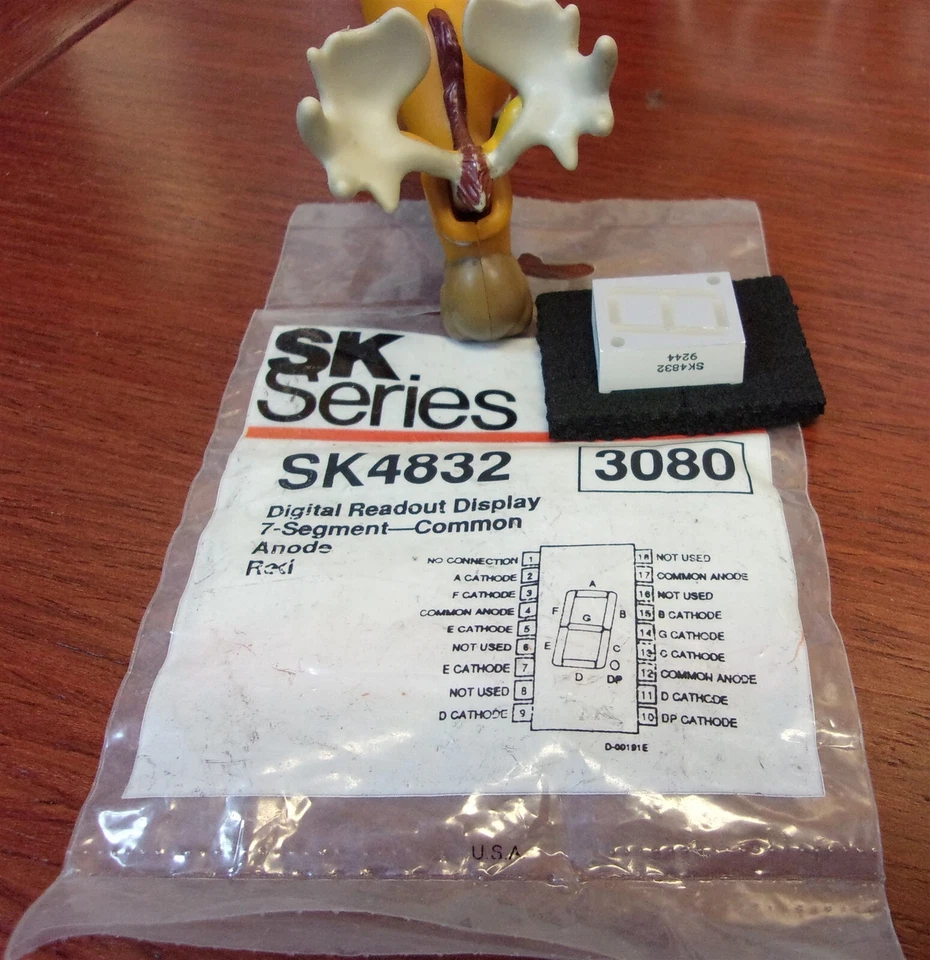 SK4832
9244
SK
Series
SK4832
3080
Digital Readout Display
7-Segment—Common
Anode
Red
NO CONNECTION 1
A CATHODE 2
F CATHODE 3
COMMON ANODE 4
E CATHODE 5
NOT USED 6
E CATHODE 7
NOT USED 8
D CATHODE 9
A
F
B
G
E
C
D
DP
18 NOT USED
17 COMMON ANODE
16 NOT USED
15 B CATHODE
14 G CATHODE
13 C CATHODE
12 COMMON ANODE
11 D CATHODE
10 DP CATHODE
D-00191E
U.S.A